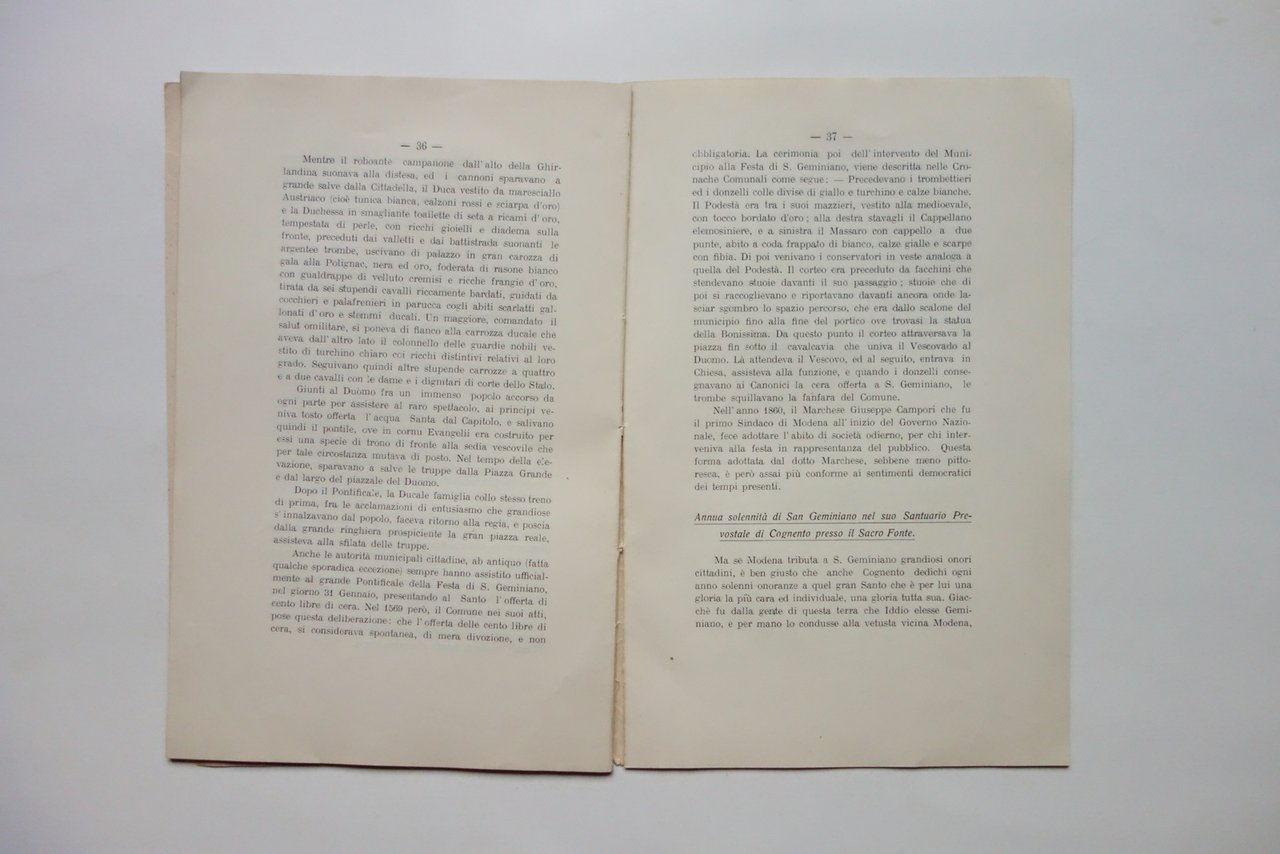 — 36 —
Mentre il roboante campanone dall'alto della Ghir-
landina suonava alla distesa, ed i cannoni sparavano a
grande salve dalla Cittadella, il Duca vestito da maresciallo
Austriaco (cioè tunica bianca, calzoni rossi e sciarpa d'oro)
e la Duchessa in smagliante toailette di seta a ricami d'oro,
tempestata di perle, con ricchi gioielli e diadema sulla
fronte, preceduti dai valletti e dai battistrada suonanti le
argentee trombe, uscivano di palazzo in gran carozza di
gala alla Polignac, nera ed oro, foderata di rasone bianco
con gualdrappe di velluto cremisi e ricche frangie d'oro,
tirata da sei stupendi cavalli riccamente bardati, guidati da
cocchieri e palafrenieri in parucca cogli abiti scarlatti gal-
lonati d'oro e stemmi ducali. Un maggiore, comandato il
salut omilitare, si poneva di fianco alla carrozza ducale che
aveva dall'altro lato il colonnello delle guardie nobili ve-
stito di turchino chiaro coi ricchi distintivi relativi al loro
grado. Seguivano quindi altre stupende carrozze a quattro
e a due cavalli con le dame e i dignitari di corte dello Stato.
Giunti al Duomo fra un immenso popolo accorso da
ogni parte per assistere al raro spettacolo, ai principi ve-
niva tosto offerta l'acqua Santa dal Capitolo, e salivano
quindi il pontile, ove in cornu Evangelii era costruito per
essi una specie di trono di fronte alla sedia vescovile che
per tale circostanza mutava di posto. Nel tempo della ele-
vazione, sparavano a salve le truppe dalla Piazza Grande
e dal largo del piazzale del Duomo.
Dopo il Pontificale, la Ducale famiglia collo stesso treno
di prima, fra le acclamazioni di entusiasmo che grandiose
s'innalzavano dal popolo, faceva ritorno alla regia, e poscia
dalla grande ringhiera prospiciente la gran piazza reale,
assisteva alla sfilata delle truppe.
Anche le autorità municipali cittadine, ab antiquo (fatta
qualche sporadica eccezione) sempre hanno assistito ufficial-
mente al grande Pontificale della Festa di S. Geminiano,
nel giorno 31 Gennaio, presentando al Santo l'offerta di
cento libre di cera. Nel 1569 però, il Comune nei suoi atti,
pose questa deliberazione: che l'offerta delle cento libre di
cera, si considerava spontanea, di mera divozione, e non
— 37 —
obbligatoria. La cerimonia poi dell'intervento del Muni-
cipio alla Festa di S. Geminiano, viene descritta nelle Cro-
nache Comunali come segue: — Precedevano i trombettieri
ed i donzelli colle divise di giallo e turchino e calze bianche.
Il Podestà era tra i suoi mazzieri, vestito alla medioevale,
con tocco bordato d'oro; alla destra stavagli il Cappellano
elemosiniere, e a sinistra il Massaro con cappello a due
punte, abito a coda frappato di bianco, calze gialle e scarpe
con fibia. Di poi venivano i conservatori in veste analoga a
quella del Podestà. Il corteo era preceduto da facchini che
stendevano stuoie davanti il suo passaggio; stuoie che di
poi si raccoglievano e riportavano davanti ancora onde la-
sciar sgombro lo spazio percorso, che era dallo scalone del
municipio fino alla fine del portico ove trovasi la statua
della Bonissima. Da questo punto il corteo attraversava la
piazza fin sotto il cavalcavia che univa il Vescovado al
Duomo. Là attendeva il Vescovo, ed al seguito, entrava in
Chiesa, assisteva alla funzione, e quando i donzelli conse-
gnavano ai Canonici la cera offerta a S. Geminiano, le
trombe squillavano la fanfara del Comune.
Nell'anno 1860, il Marchese Giuseppe Campori che fu
il primo Sindaco di Modena all'inizio del Governo Nazio-
nale, fece adottare l'abito di società odierno, per chi inter-
veniva alla festa in rappresentanza del pubblico. Questa
forma adottata dal dotto Marchese, sebbene meno pitto-
resca, è però assai più conforme ai sentimenti democratici
dei tempi presenti.
Annua solennità di San Geminiano nel suo Santuario Pre-
vostale di Cognento presso il Sacro Fonte.
Ma se Modena tributa a S. Geminiano grandiosi onori
cittadini, è ben giusto che anche Cognento dedichi ogni
anno solenni onoranze a quel gran Santo che è per lui una
gloria la più cara ed individuale, una gloria tutta sua. Giac-
chè fu dalla gente di questa terra che Iddio elesse Gemi-
niano, e per mano lo condusse alla vetusta vicina Modena,